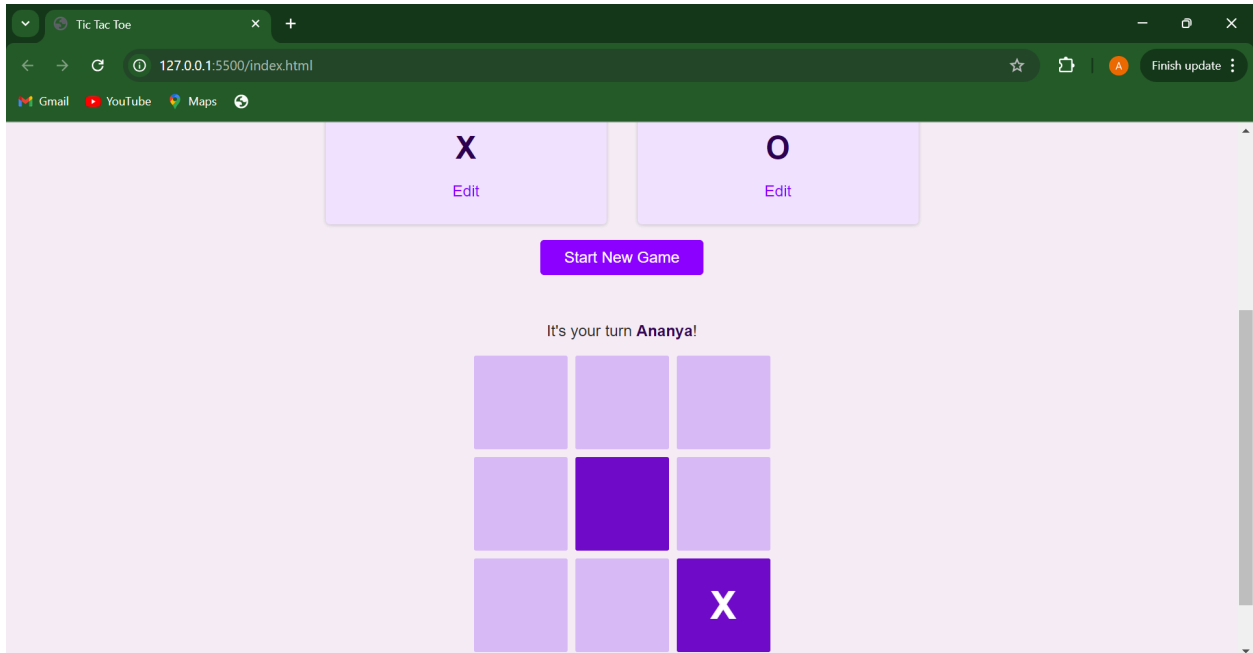 Tic Tac Toe
127.0.0.1:5500/index.html
A
Finish update
Gmail YouTube Maps
X O
Edit Edit
Start New Game
It's your turn Ananya!
X